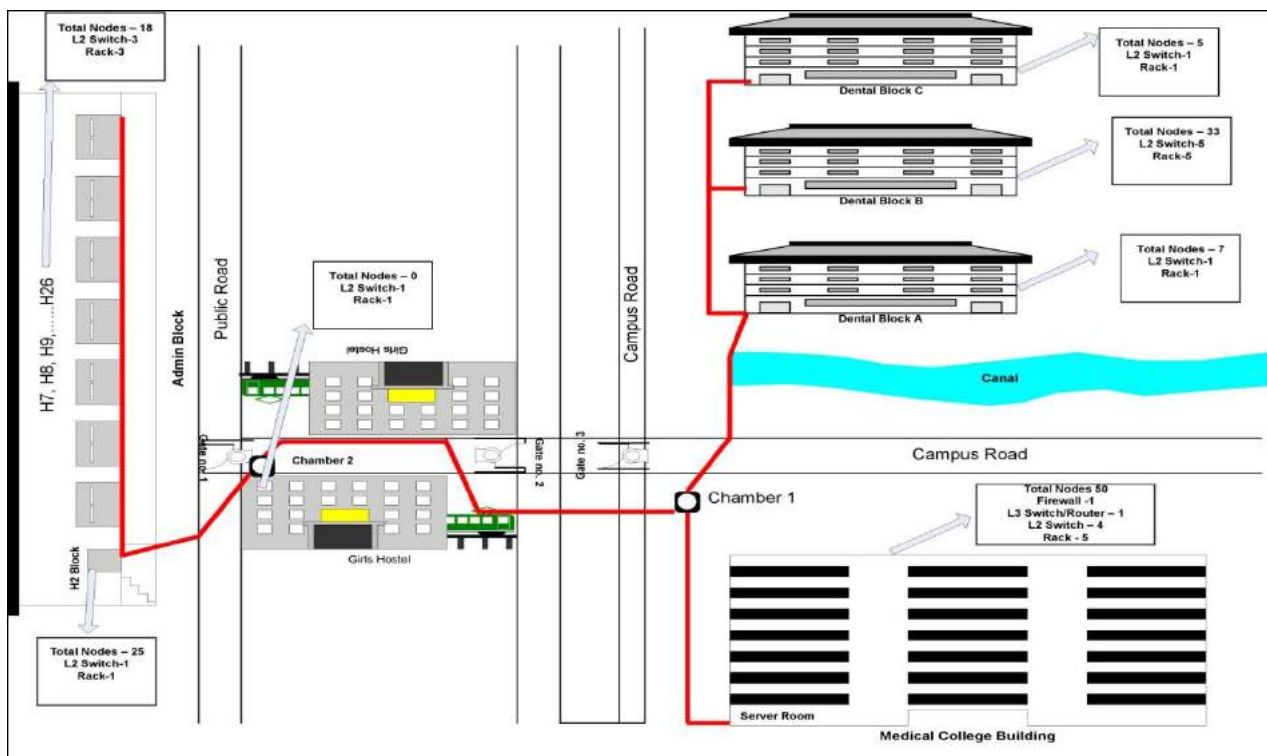 Total Nodes – 18
L2 Switch-3
Rack-3
Total Nodes – 5
L2 Switch-1
Rack-1
Dental Block C
Total Nodes – 33
L2 Switch-5
Rack-5
Dental Block B
Total Nodes – 7
L2 Switch-1
Rack-1
Dental Block A
H7, H8, H9,.......H26
Admin Block
Public Road
Total Nodes – 0
L2 Switch-1
Rack-1
Girls Hostel
Campus Road
Canal
Gate no. 1
Chamber 2
Gate no. 2
Gate no. 3
Campus Road
Chamber 1
Total Nodes 50
Firewall -1
L3 Switch/Router – 1
L2 Switch – 4
Rack - 5
Girls Hostel
H2 Block
Total Nodes – 25
L2 Switch-1
Rack-1
Server Room
Medical College Building